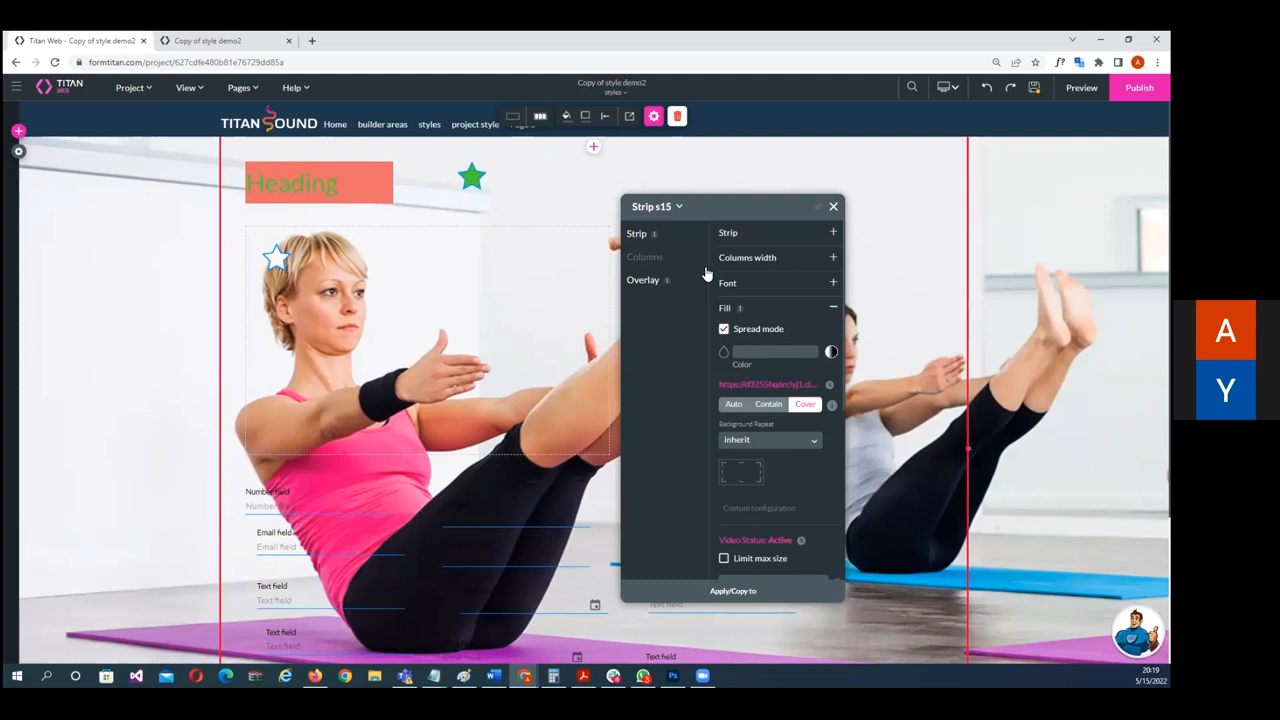 Titan Web - Copy of style demo2
Copy of style demo2
formtitan.com/project/627cdfe480b81e76729dd85a
TITAN
WEB
Project
View
Pages
Help
Copy of style demo2
styles
Preview
Publish
TITAN SOUND
Home
builder areas
styles
project style
Heading
Strip s15
Strip
Columns
Overlay
Strip
Columns width
Font
Fill
Spread mode
Color
Auto
Contain
Cover
Background Repeat
inherit
Custom configuration
Video Status: Active
Limit max size
Apply/Copy to
Number field
Email field
Email field
Text field
Text field
Text field
Text field
Text field
A
Y
20:19
5/15/2022